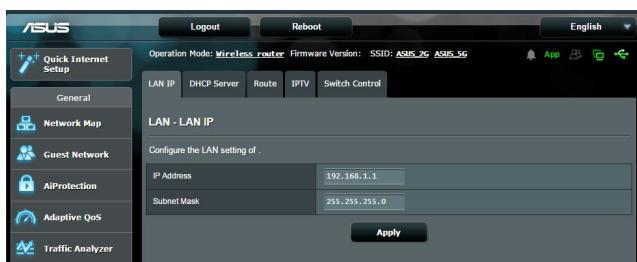 ASUS
Logout
Reboot
English
Quick Internet
Setup
Operation Mode: Wireless router Firmware Version: SSID: ASUS_2G ASUS_5G
App
General
LAN IP
DHCP Server
Route
IPTV
Switch Control
Network Map
LAN - LAN IP
Guest Network
Configure the LAN setting of .
IP Address
192.168.1.1
AiProtection
Subnet Mask
255.255.255.0
Adaptive QoS
Apply
Traffic Analyzer